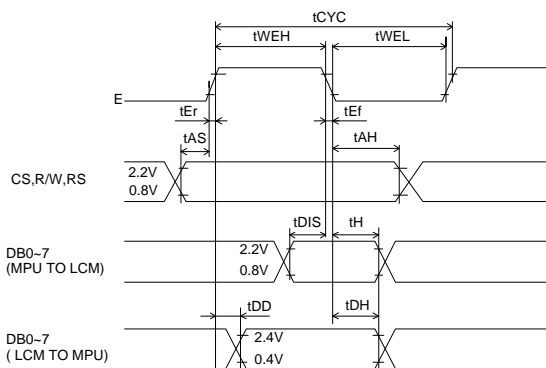 tCYC
tWEH tWEL
E
tEr tEf
tAS tAH
CS,R/W,RS
2.2V
0.8V
tDIS tH
DB0~7
(MPU TO LCM)
2.2V
0.8V
tDD tDH
DB0~7
( LCM TO MPU)
2.4V
0.4V